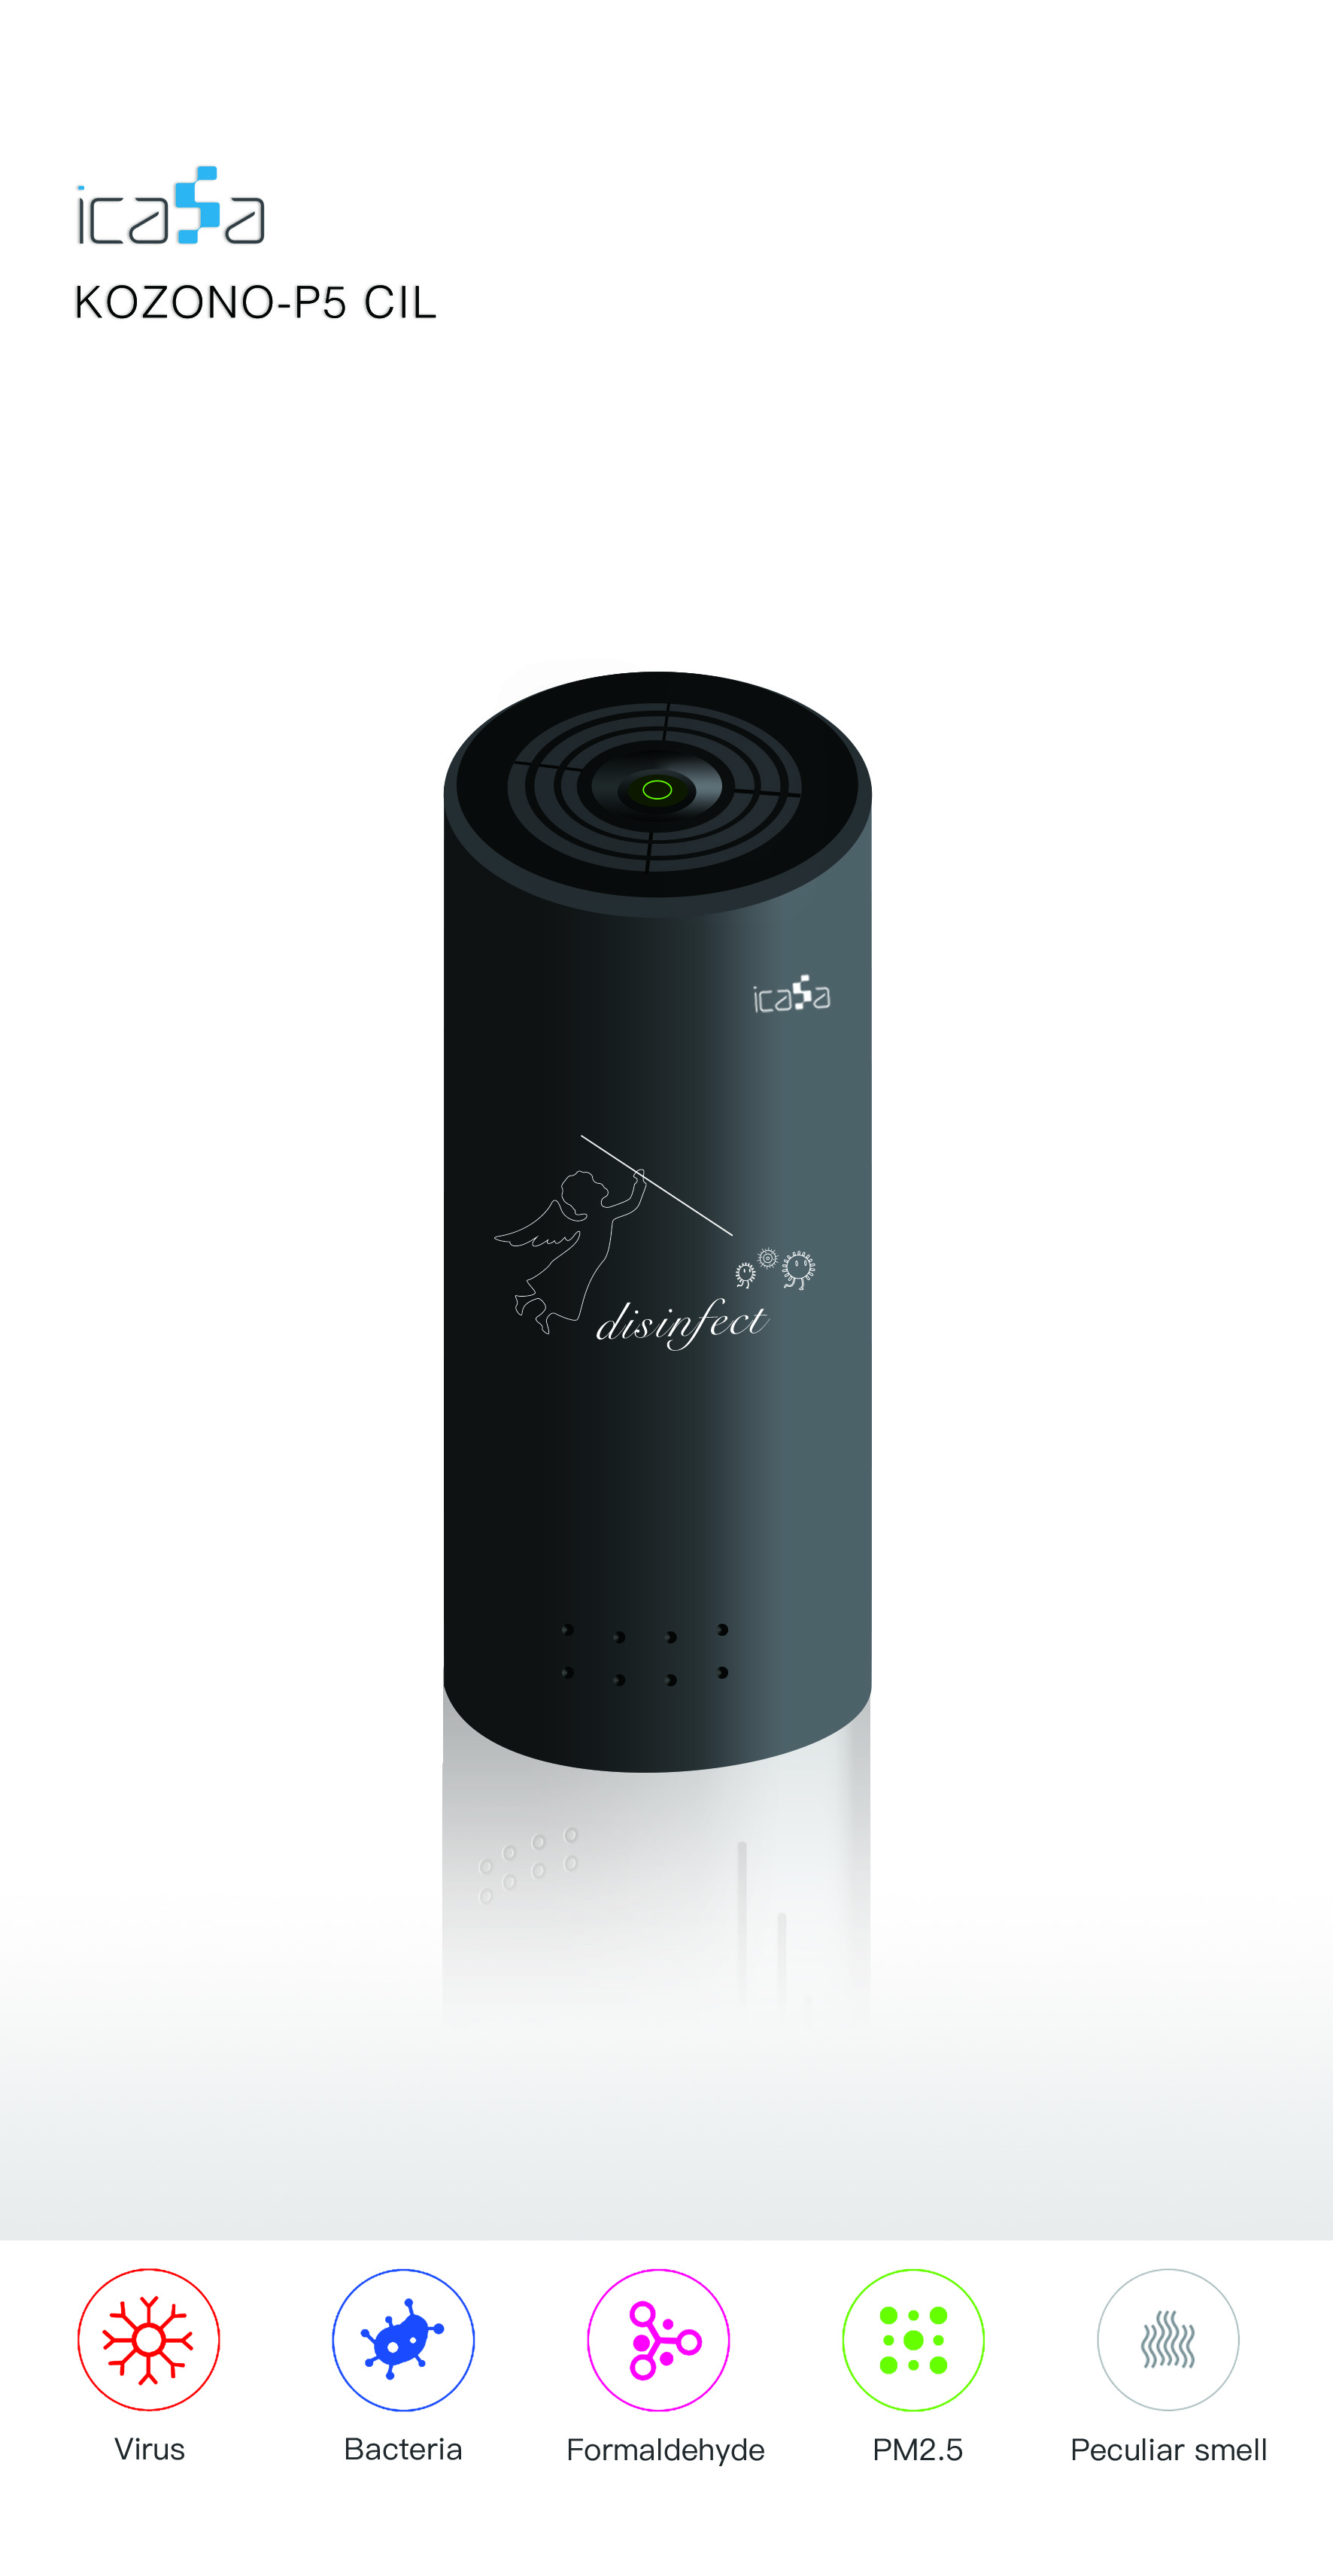 icasa
KOZONO-P5 CIL
icasa
disinfect
Virus
Bacteria
Formaldehyde
PM2.5
Peculiar smell